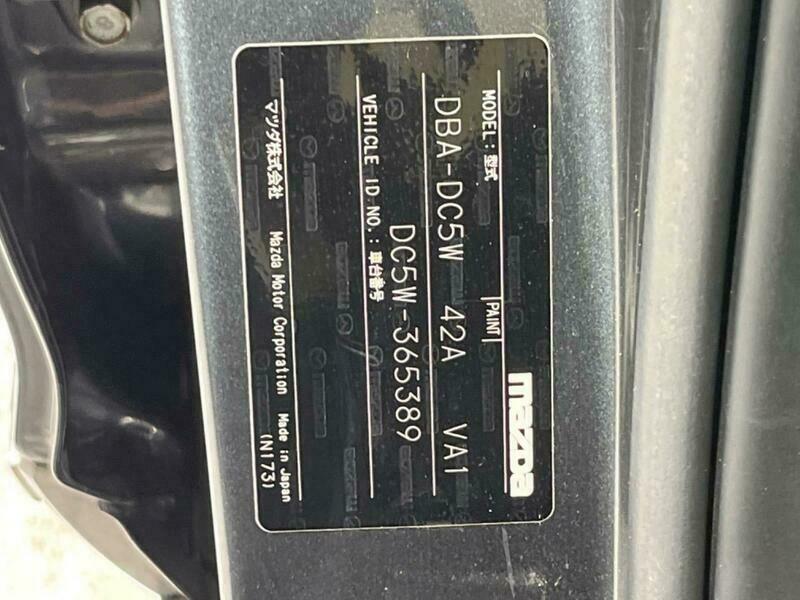 mazda
MODEL:型式 PAINT
DBA-DC5W 42A VA1
VEHICLE ID NO.:車台番号
DC5W-365389
マツダ株式会社 Mazda Motor Corporation Made in Japan
(N173)